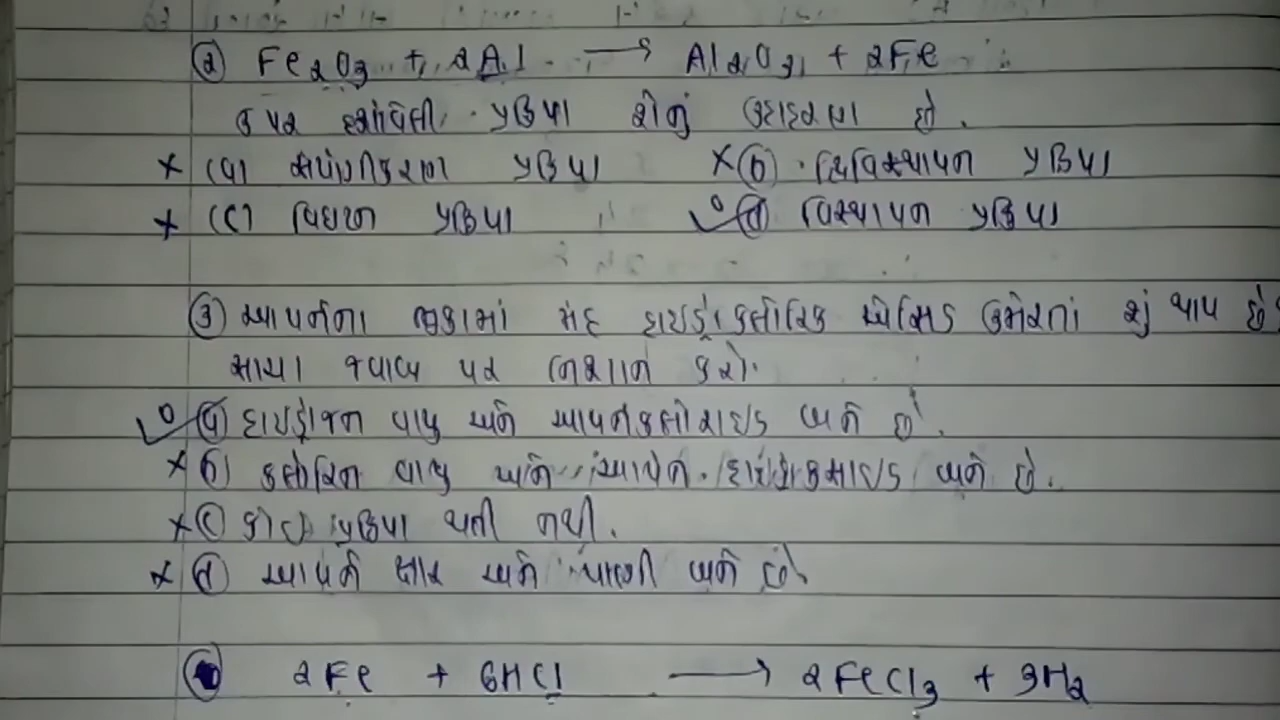 ② Fe₂O₃ + 2Al → Al₂O₃ + 2Fe
ઉપર દર્શાવેલી પ્રક્રિયા શેનું ઉદાહરણ છે.
× (a) સંયોગીકરણ પ્રક્રિયા × (b) દ્વિવિસ્થાપન પ્રક્રિયા
× (c) વિઘટન પ્રક્રિયા ✓ (d) વિસ્થાપન પ્રક્રિયા
③ આયર્નના ભુકામાં મંદ હાઇડ્રોક્લોરિક એસિડ ઉમેરતાં શું થાય છે?
સાચા જવાબ પર નિશાન કરો.
✓ (a) હાઇડ્રોજન વાયુ અને આયર્ન ક્લોરાઇડ બને છે.
× (b) ક્લોરિન વાયુ અને આયર્ન હાઇડ્રોક્સાઇડ બને છે.
× (c) કોઈ પ્રક્રિયા થતી નથી.
× (d) આયર્ન ક્ષાર અને પાણી બને છે.
2Fe + 6HCl → 2FeCl₃ + 3H₂